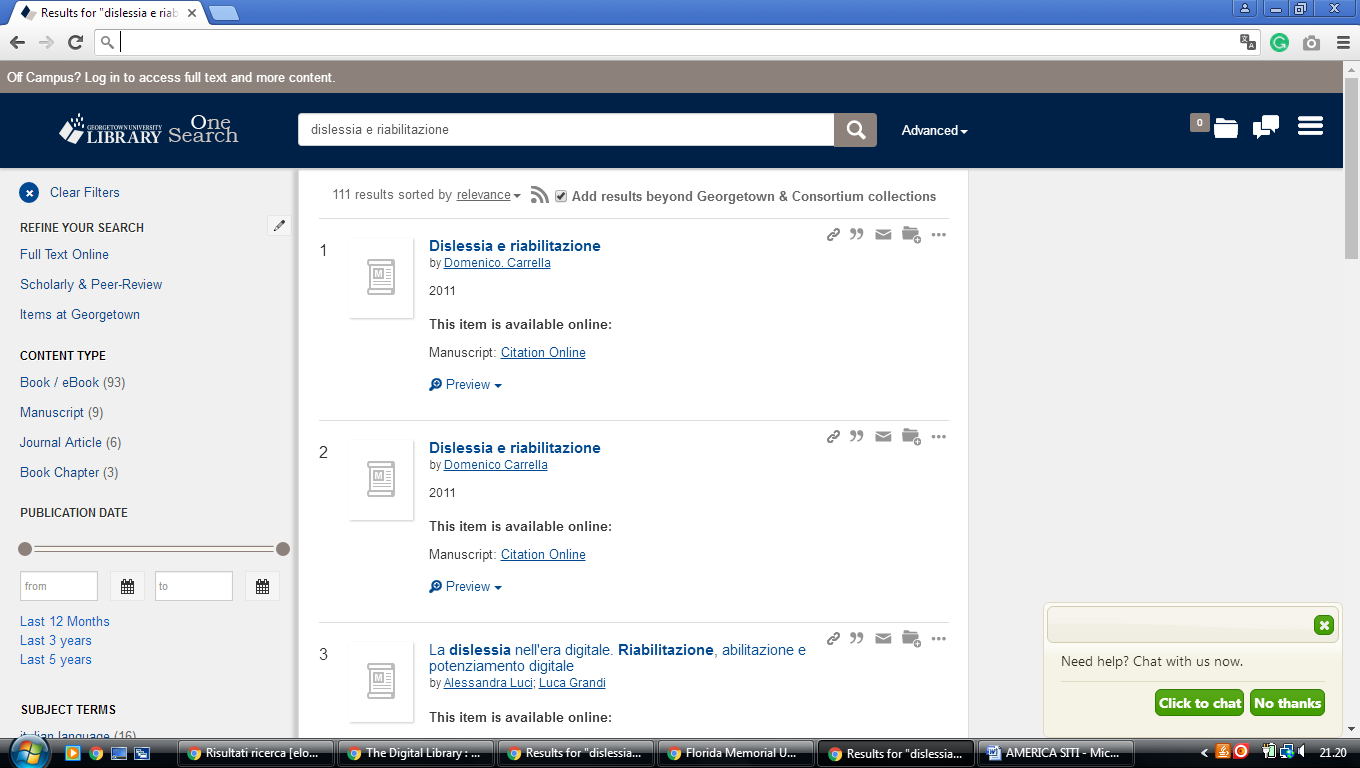 Results for "dislessia e riab
Off Campus? Log in to access full text and more content.
GEORGETOWN UNIVERSITY
LIBRARY
One
Search
dislessia e riabilitazione
Advanced
0
Clear Filters
REFINE YOUR SEARCH
Full Text Online
Scholarly & Peer-Review
Items at Georgetown
CONTENT TYPE
Book / eBook (93)
Manuscript (9)
Journal Article (6)
Book Chapter (3)
PUBLICATION DATE
from
to
Last 12 Months
Last 3 years
Last 5 years
SUBJECT TERMS
italian language (16)
111 results sorted by relevance
Add results beyond Georgetown & Consortium collections
1
Dislessia e riabilitazione
by Domenico. Carrella
2011
This item is available online:
Manuscript: Citation Online
Preview
2
Dislessia e riabilitazione
by Domenico Carrella
2011
This item is available online:
Manuscript: Citation Online
Preview
3
La dislessia nell'era digitale. Riabilitazione, abilitazione e
potenziamento digitale
by Alessandra Luci; Luca Grandi
This item is available online:
Need help? Chat with us now.
Click to chat
No thanks
Risultati ricerca [elo...
The Digital Library : ...
Results for "dislessia...
Florida Memorial U...
Results for "dislessia...
AMERICA SITI - Mic...
21.20